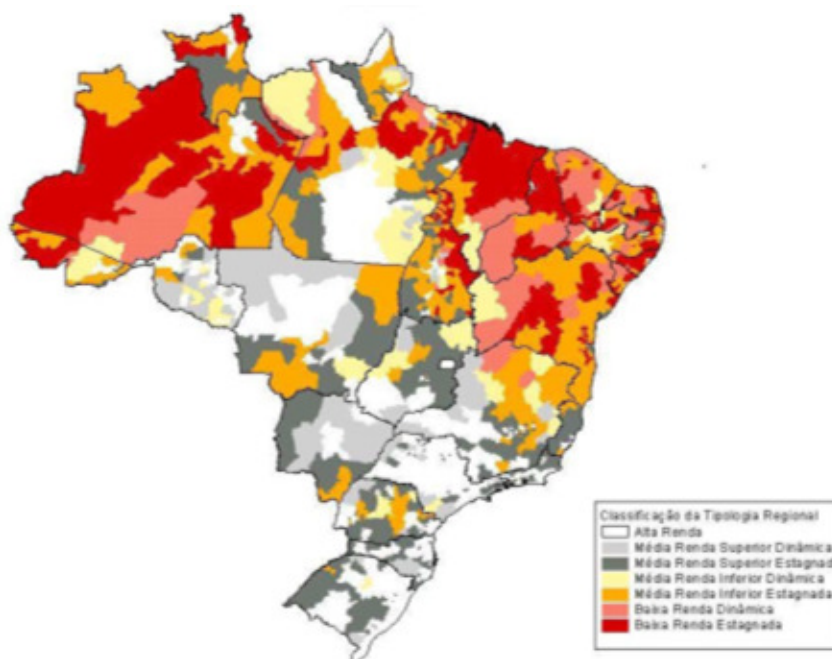 Classificação da Tipologia Regional
Alta Renda
Média Renda Superior Dinâmica
Média Renda Superior Estagnad
Média Renda Inferior Dinâmica
Média Renda Inferior Estagnada
Baixa Renda Dinâmica
Baixa Renda Estagnada